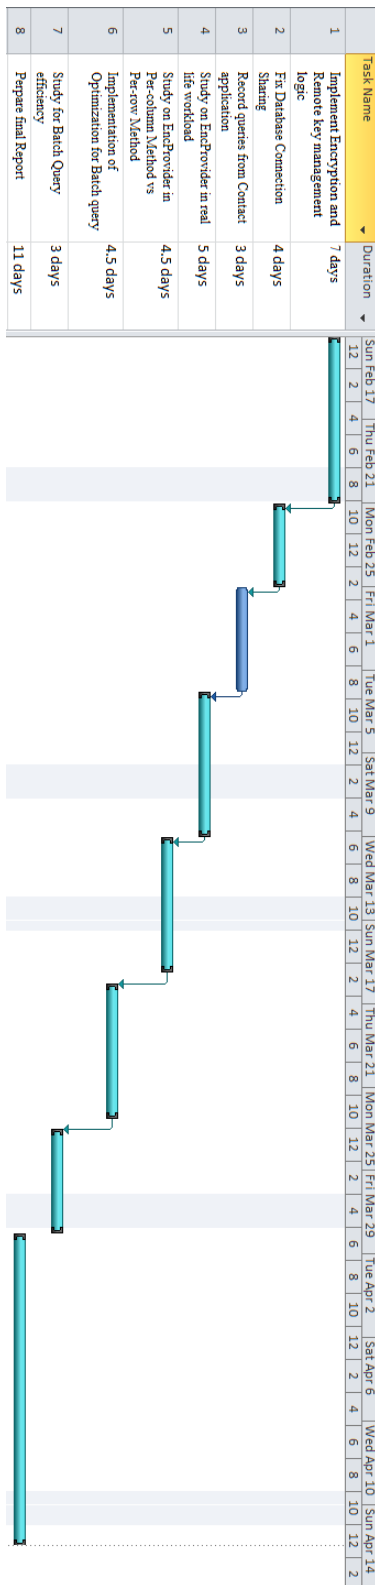 Task Name Duration
1 Implement Encryption and
Remote key management
logic
7 days
2 Fix Database Connection
Sharing
4 days
3 Record queries from Contact
application
3 days
4 Study on EncProvider in real
life workload
5 days
5 Study on EncProvider in
Per-column Method vs
Per-row Method
4.5 days
6 Implementation of
Optimization for Batch query
4.5 days
7 Study for Batch Query
efficiency
3 days
8 Perpare final Report
11 days
Sun Feb 17 Thu Feb 21 Mon Feb 25 Fri Mar 1 Tue Mar 5 Sat Mar 9 Wed Mar 13 Sun Mar 17 Thu Mar 21 Mon Mar 25 Fri Mar 29 Tue Apr 2 Sat Apr 6 Wed Apr 10 Sun Apr 14
12 2 4 6 8 10 12 2 4 6 8 10 12 2 4 6 8 10 12 2 4 6 8 10 12 2 4 6 8 10 12 2 4 6 8 10 12 2